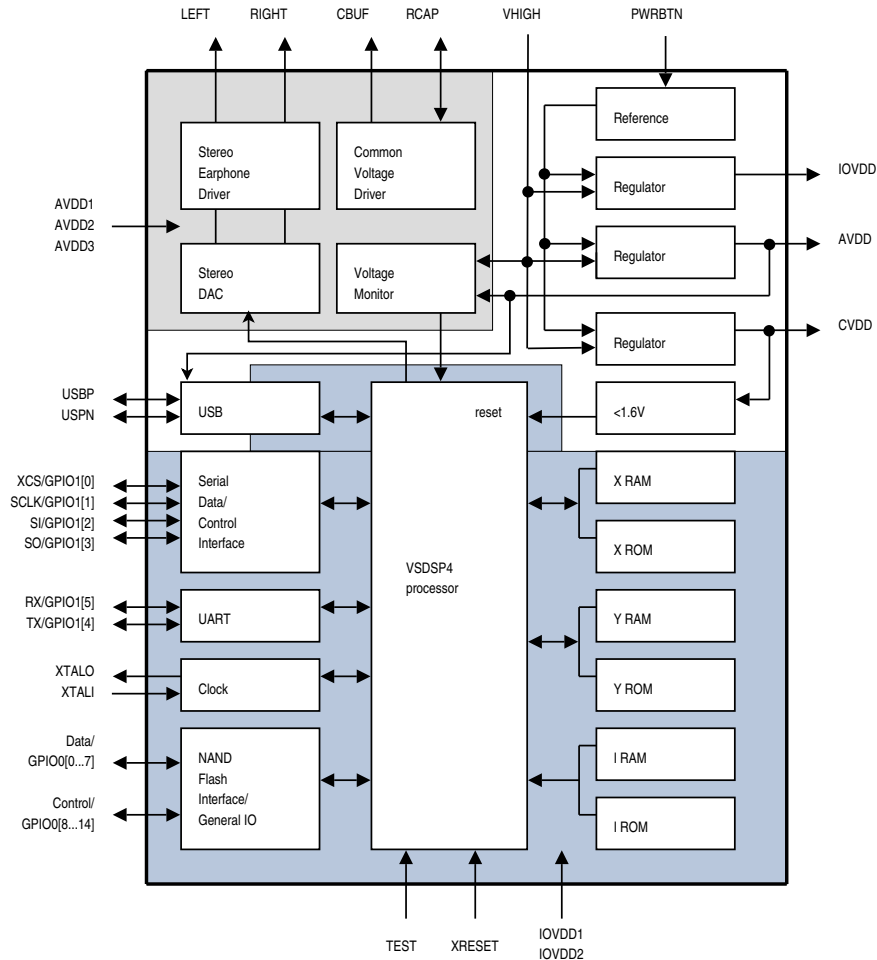 LEFT
RIGHT
CBUF
RCAP
VHIGH
PWRBTN
Stereo
Earphone
Driver
Common
Voltage
Driver
Reference
Regulator
IOVDD
AVDD1
AVDD2
AVDD3
Stereo
DAC
Voltage
Monitor
Regulator
AVDD
Regulator
CVDD
USBP
USPN
USB
reset
<1.6V
XCS/GPIO1[0]
SCLK/GPIO1[1]
SI/GPIO1[2]
SO/GPIO1[3]
Serial
Data/
Control
Interface
X RAM
X ROM
VSDSP4
processor
RX/GPIO1[5]
TX/GPIO1[4]
UART
Y RAM
Y ROM
XTALO
XTALI
Clock
Data/
GPIO0[0...7]
Control/
GPIO0[8...14]
NAND
Flash
Interface/
General IO
I RAM
I ROM
TEST
XRESET
IOVDD1
IOVDD2